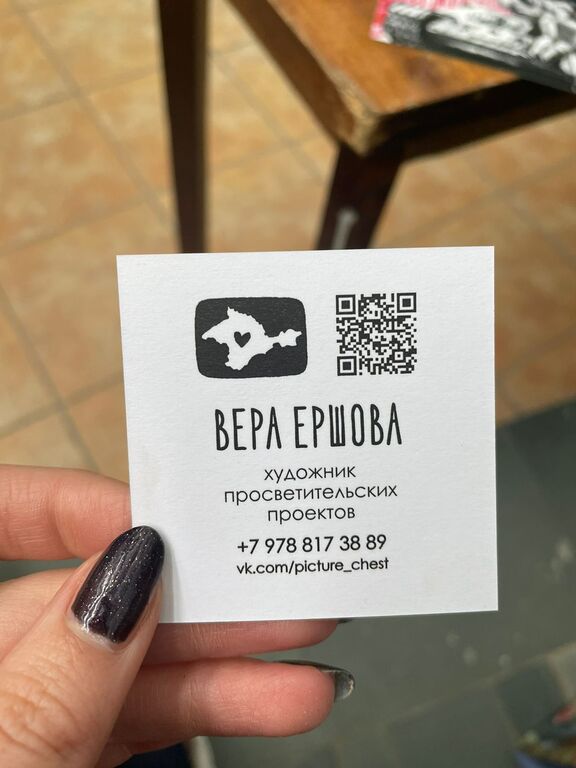 ВЕРА ЕРШОВА
художник
просветительских
проектов
+7 978 817 38 89
vk.com/picture_chest